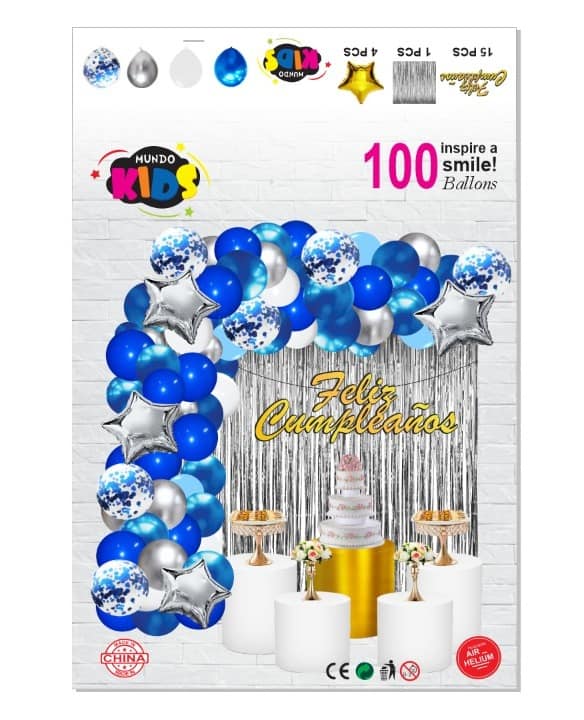 15 PCS
1 PCS
4 PCS
Feliz
Cumpleaños
MUNDO
KIDS
MUNDO
KIDS
100
inspire a
smile!
Ballons
Feliz
Cumpleaños
MADE IN
CHINA
CE
AIR
HELIUM